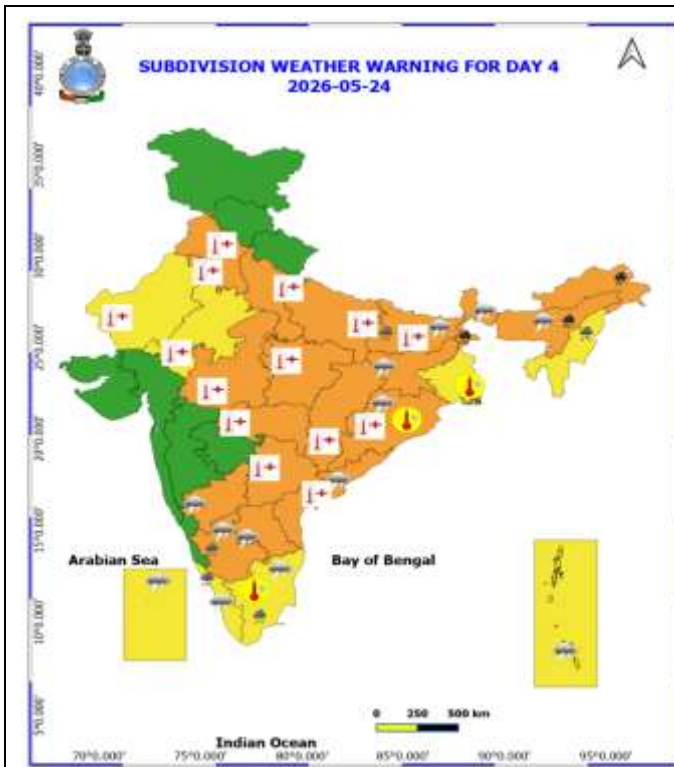 SUBDIVISION WEATHER WARNING FOR DAY 4
2026-05-24
40°0.000'
35°0.000'
30°0.000'
25°0.000'
20°0.000'
15°0.000'
10°0.000'
5°0.000'
Arabian Sea
Bay of Bengal
0 250 500 km
Indian Ocean
70°0.000' 75°0.000' 80°0.000' 85°0.000' 90°0.000' 95°0.000'